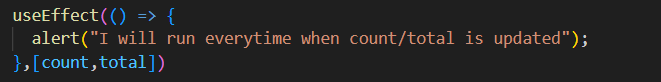 useEffect(() => {
  alert("I will run everytime when count/total is updated");
},[count,total])